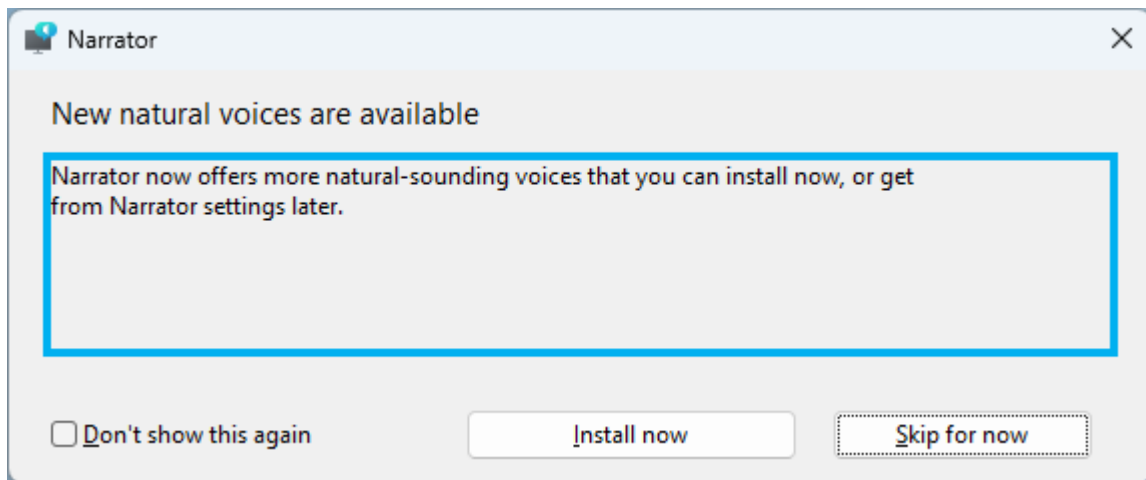 Narrator
New natural voices are available
Narrator now offers more natural-sounding voices that you can install now, or get
from Narrator settings later.
Don't show this again
Install now
Skip for now